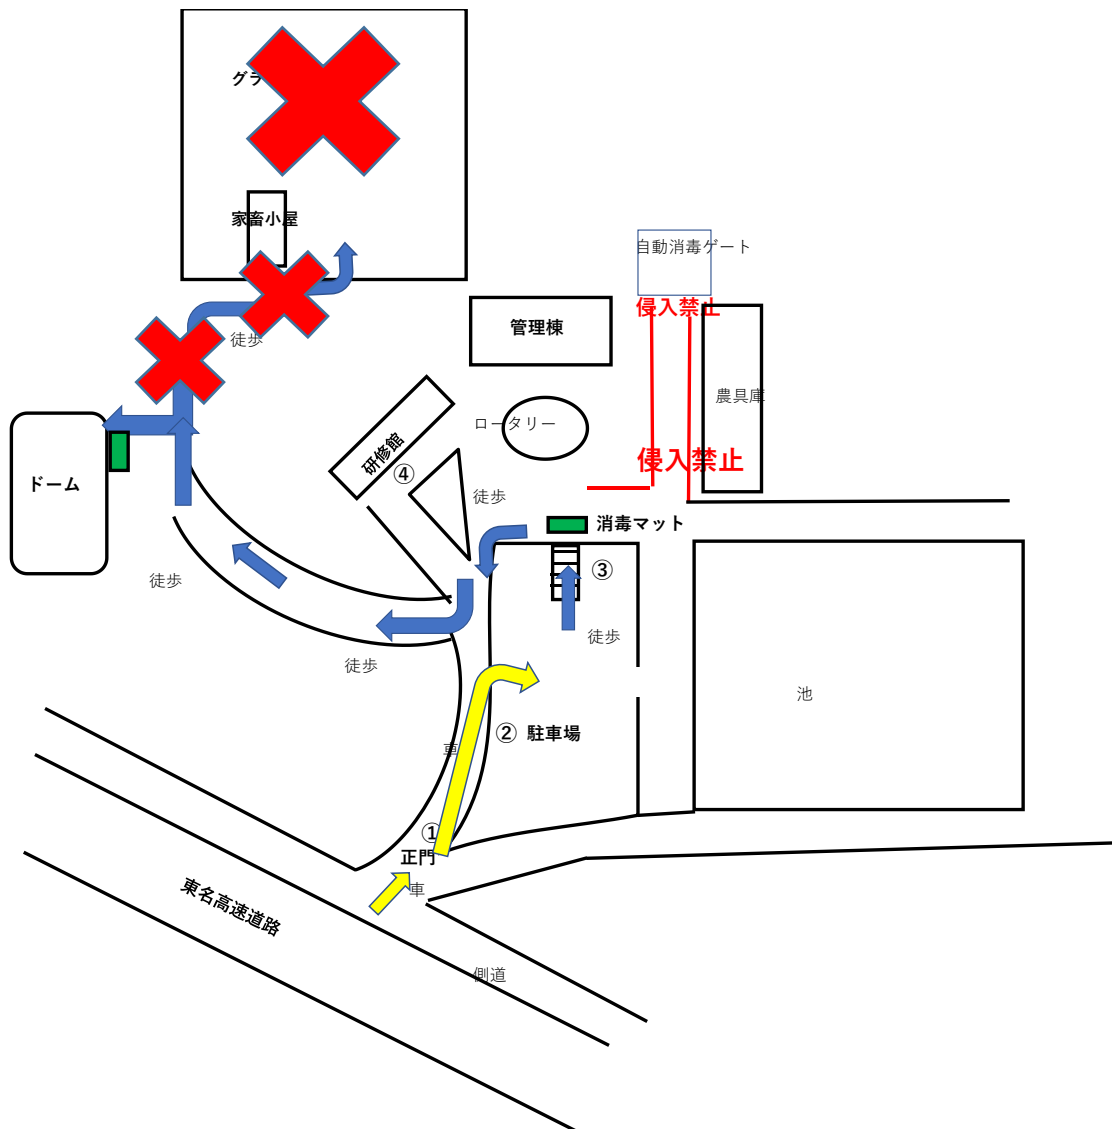 グラ
家畜小屋
自動消毒ゲート
侵入禁止
管理棟
徒歩
農具庫
ロータリー
研修館
④
侵入禁止
ドーム
徒歩
消毒マット
③
徒歩
徒歩
徒歩
池
②
駐車場
車
①
正門
車
東名高速道路
側道